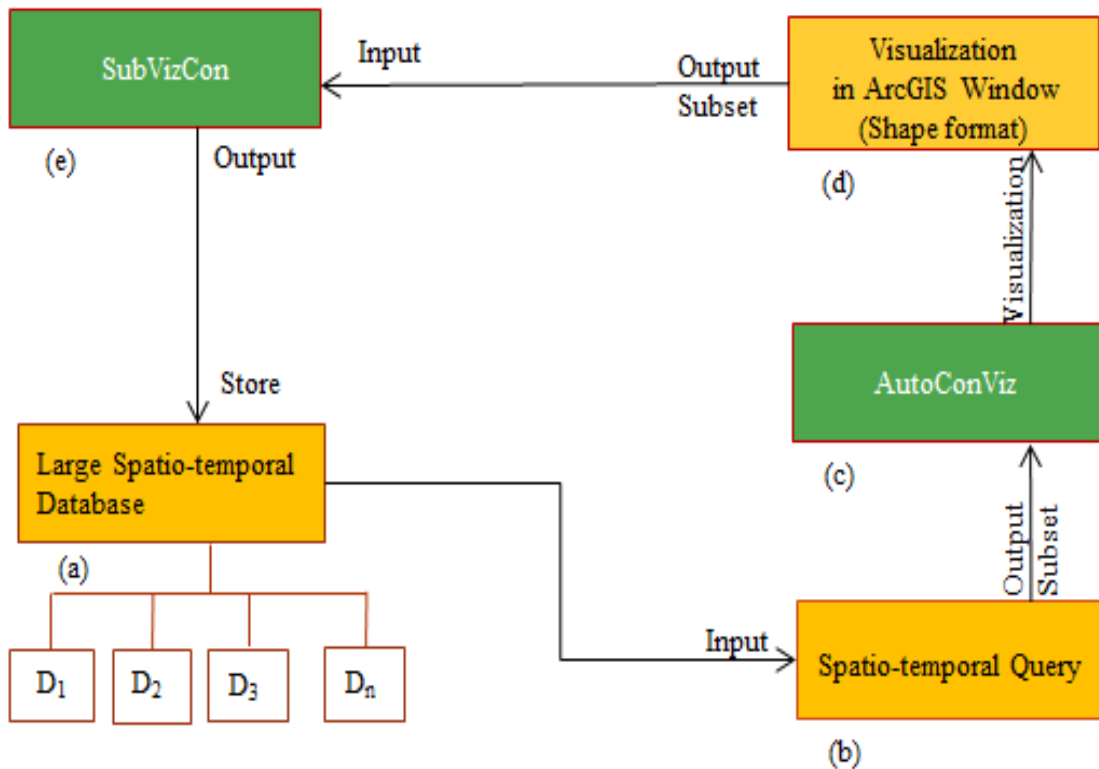 SubVizCon
Input
Output
Subset
Visualization
in ArcGIS Window
(Shape format)
(e)
Output
(d)
Visualization
Store
AutoConViz
Large Spatio-temporal
Database
(c)
(a)
Output
Subset
Input
Spatio-temporal Query
D1
D2
D3
Dn
(b)